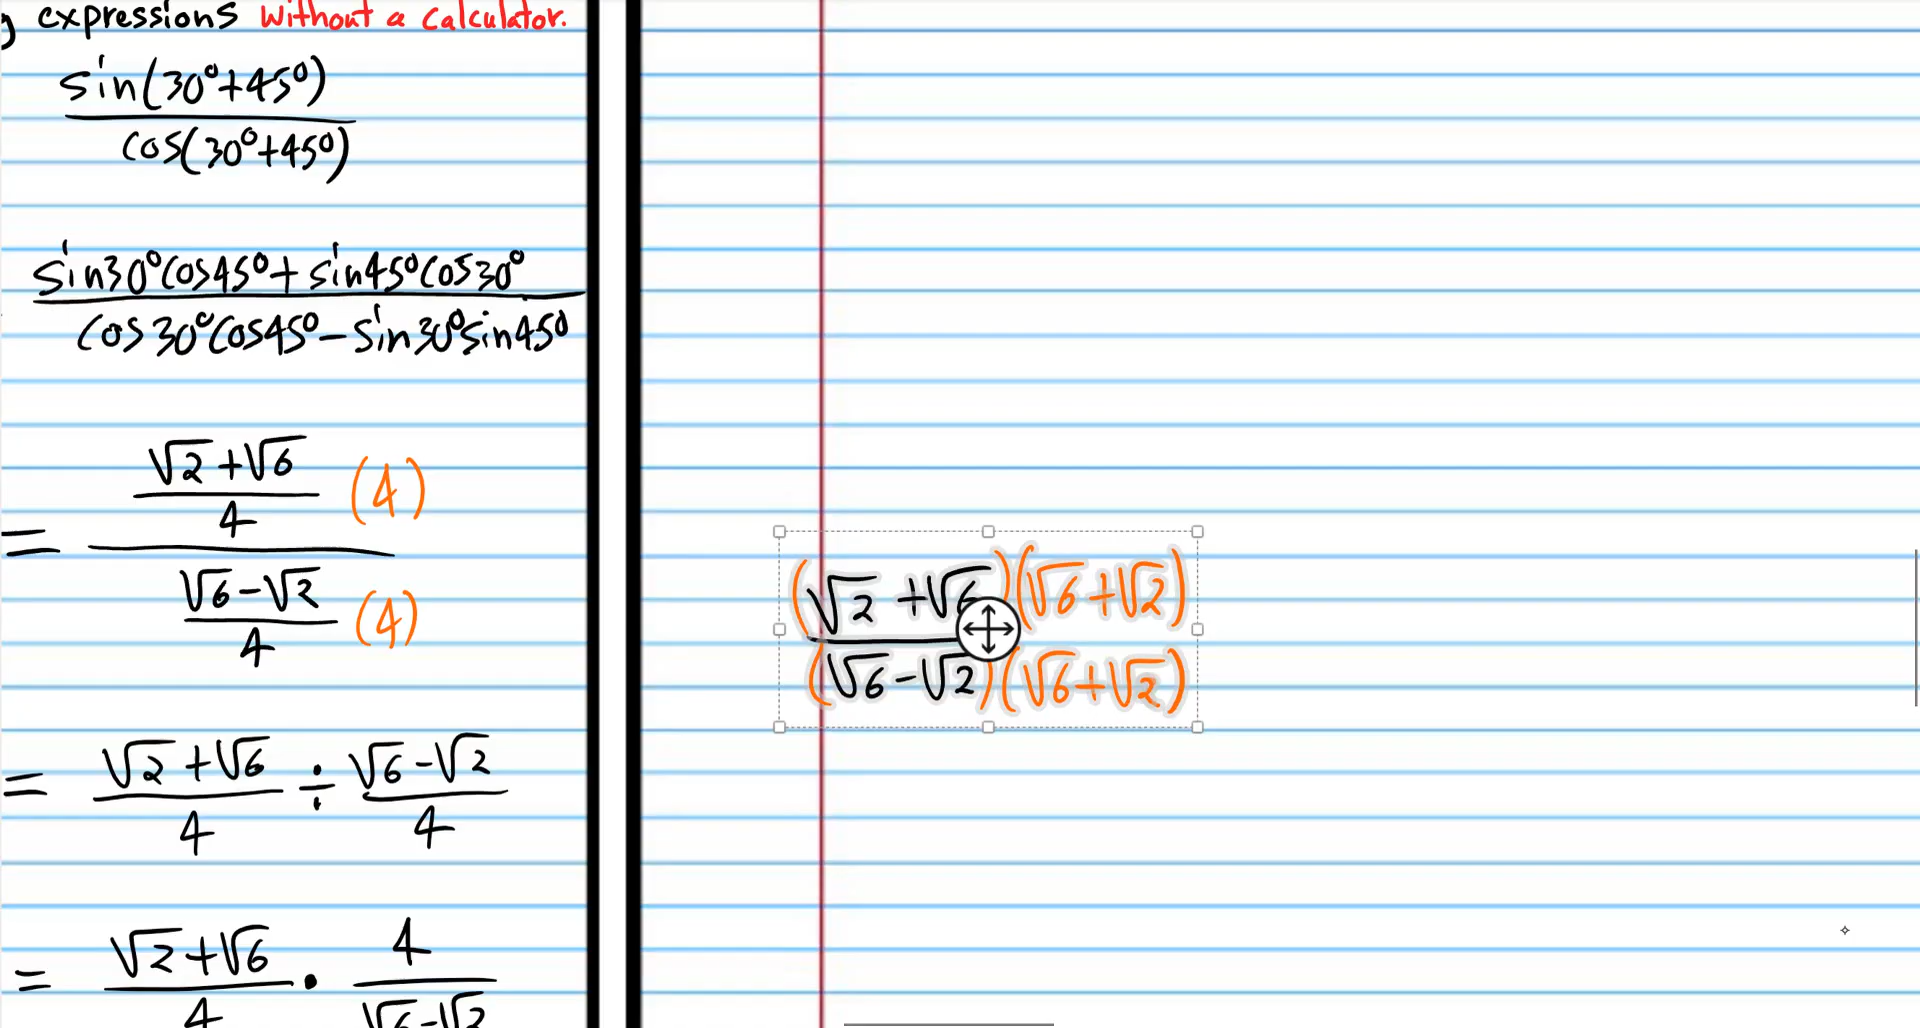 expressions without a calculator.
sin(30°+45°)
cos(30°+45°)
sin30°cos45°+sin45°cos30°
cos30°cos45°-sin30°sin45°
√2+√6
4
(4)
=
√6-√2
4
(4)
= √2+√6 ÷ √6-√2
4 4
= √2+√6 · 4
4 √6-√2
(√2+√6)(√6+√2)
(√6-√2)(√6+√2)